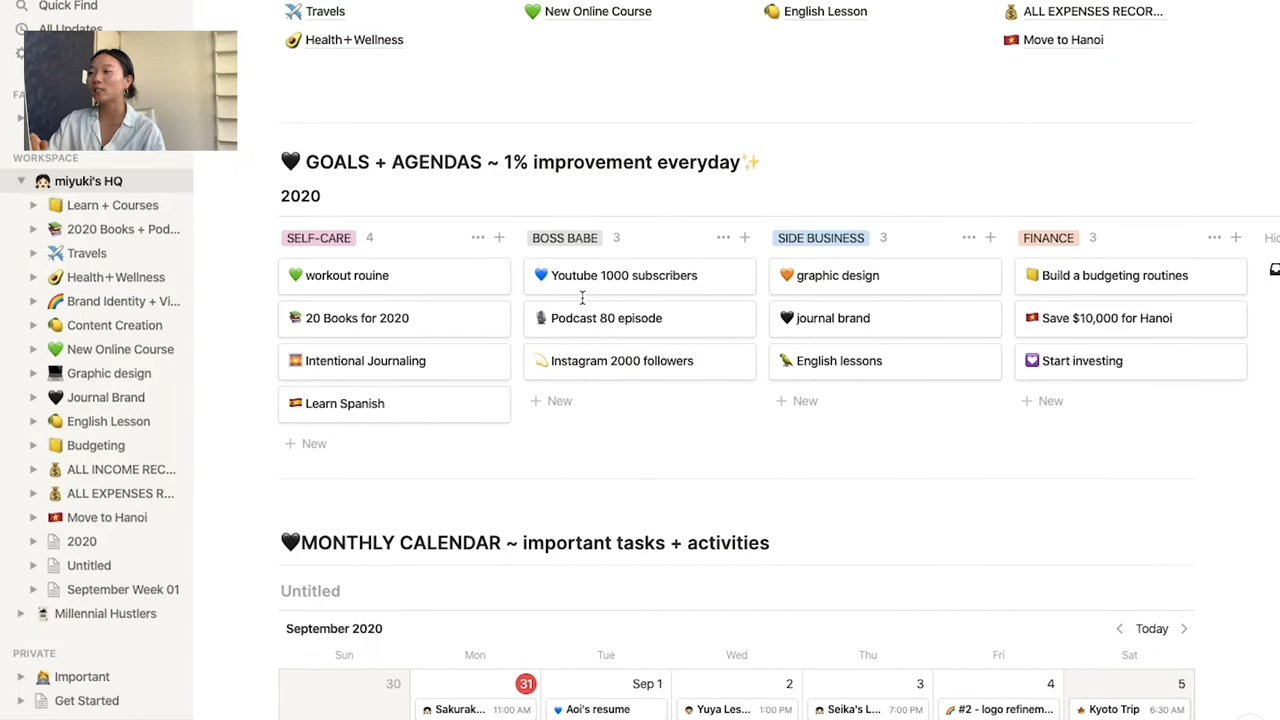 Quick Find
All Updates
Travels
New Online Course
English Lesson
ALL EXPENSES RECOR...
Health+Wellness
Move to Hanoi
FA
WORKSPACE
miyuki's HQ
Learn + Courses
2020 Books + Pod...
Travels
Health+Wellness
Brand Identity + Vi...
Content Creation
New Online Course
Graphic design
Journal Brand
English Lesson
Budgeting
ALL INCOME REC...
ALL EXPENSES R...
Move to Hanoi
2020
Untitled
September Week 01
Millennial Hustlers
PRIVATE
Important
Get Started
GOALS + AGENDAS ~ 1% improvement everyday
2020
SELF-CARE 4
workout rouine
20 Books for 2020
Intentional Journaling
Learn Spanish
+ New
BOSS BABE 3
Youtube 1000 subscribers
Podcast 80 episode
Instagram 2000 followers
+ New
SIDE BUSINESS 3
graphic design
journal brand
English lessons
+ New
FINANCE 3
Build a budgeting routines
Save $10,000 for Hanoi
Start investing
+ New
Hid
MONTHLY CALENDAR ~ important tasks + activities
Untitled
September 2020
Today
Sun Mon Tue Wed Thu Fri Sat
30 31 Sep 1 2 3 4 5
Sakurak... 11:00 AM
Aoi's resume
Yuya Les... 1:00 PM
Seika's L... 7:00 PM
#2 - logo refinem...
Kyoto Trip 6:30 AM